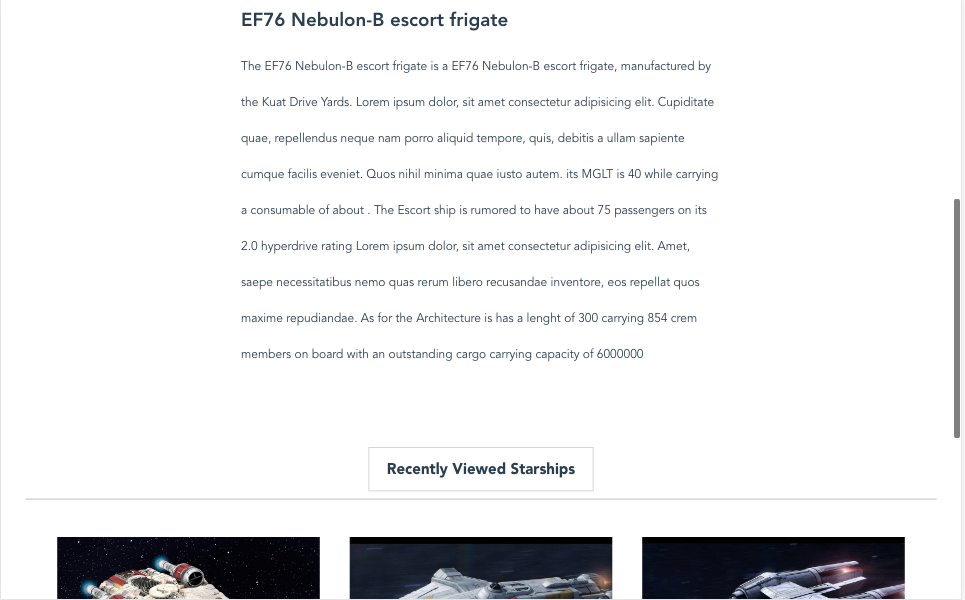 EF76 Nebulon-B escort frigate
The EF76 Nebulon-B escort frigate is a EF76 Nebulon-B escort frigate, manufactured by
the Kuat Drive Yards. Lorem ipsum dolor, sit amet consectetur adipisicing elit. Cupiditate
quae, repellendus neque nam porro aliquid tempore, quis, debitis a ullam sapiente
cumque facilis eveniet. Quos nihil minima quae iusto autem. its MGLT is 40 while carrying
a consumable of about . The Escort ship is rumored to have about 75 passengers on its
2.0 hyperdrive rating Lorem ipsum dolor, sit amet consectetur adipisicing elit. Amet,
saepe necessitatibus nemo quas rerum libero recusandae inventore, eos repellat quos
maxime repudiandae. As for the Architecture is has a lenght of 300 carrying 854 crem
members on board with an outstanding cargo carrying capacity of 6000000
Recently Viewed Starships